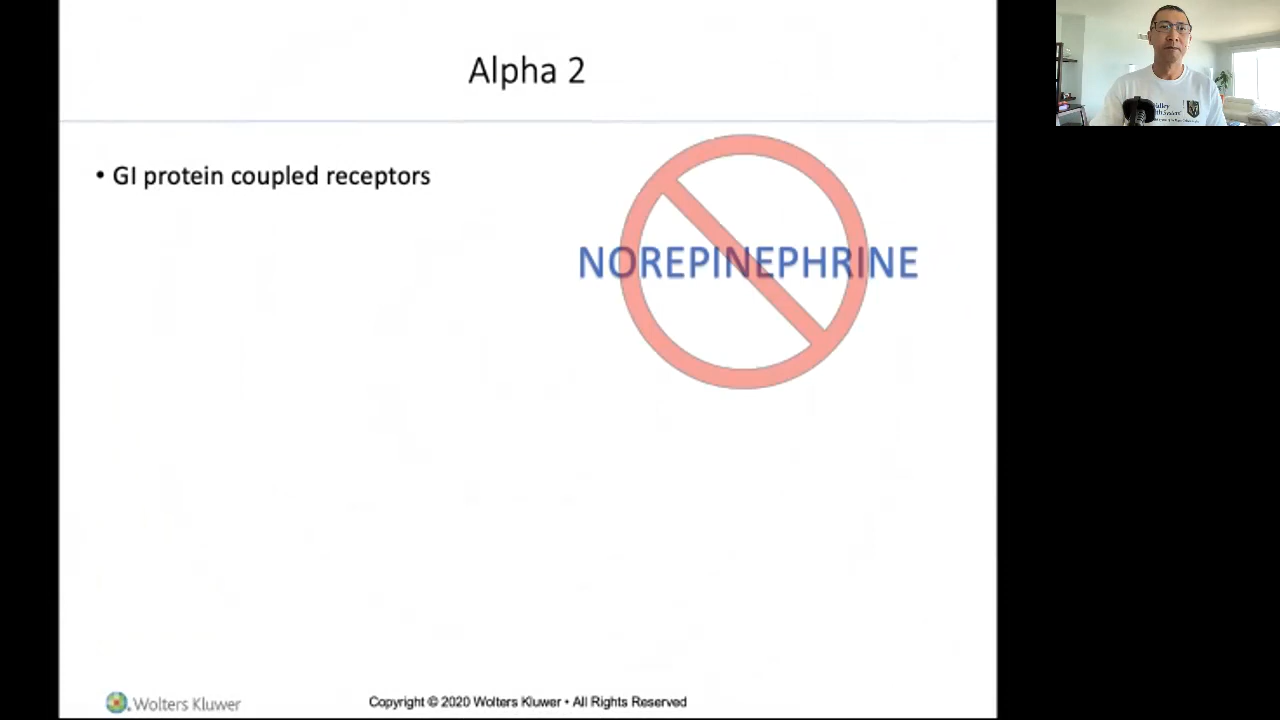 Alpha 2
• GI protein coupled receptors
NOREPINEPHRINE
Wolters Kluwer
Copyright © 2020 Wolters Kluwer • All Rights Reserved